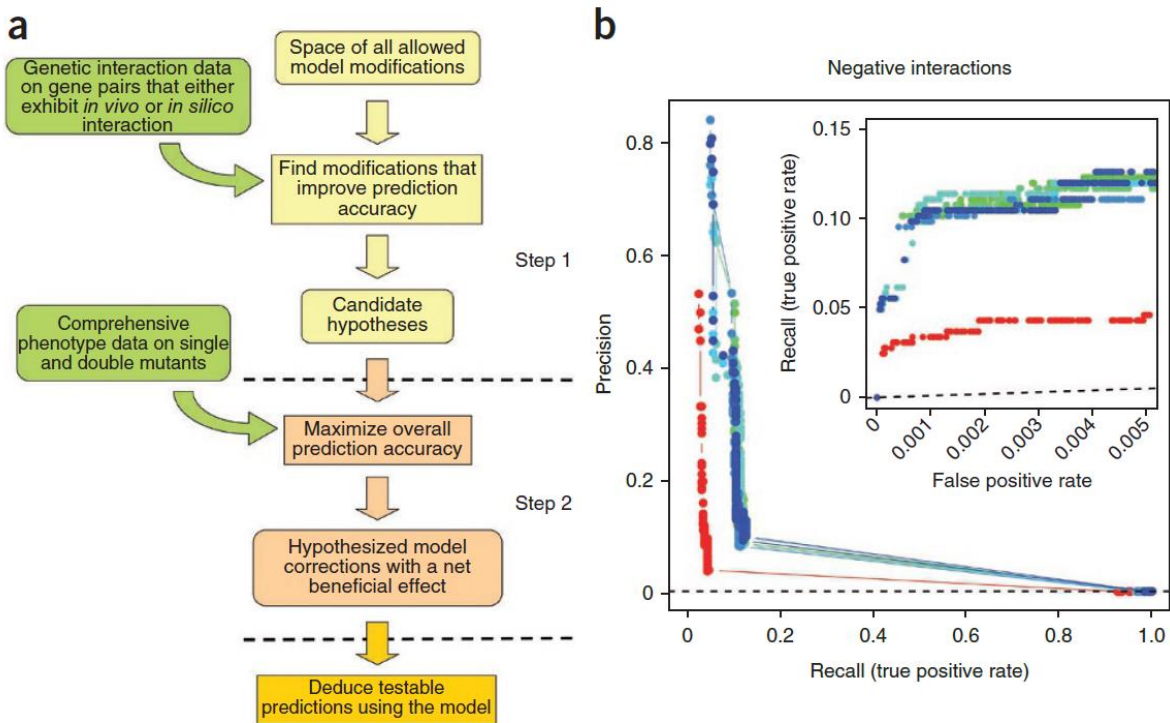 a
Space of all allowed
model modifications
Genetic interaction data
on gene pairs that either
exhibit in vivo or in silico
interaction
Find modifications that
improve prediction
accuracy
Step 1
Candidate
hypotheses
Comprehensive
phenotype data on single
and double mutants
Maximize overall
prediction accuracy
Step 2
Hypothesized model
corrections with a net
beneficial effect
Deduce testable
predictions using the model
b
Negative interactions
Precision
0.8
0.6
0.4
0.2
0
0
0.2
0.4
0.6
0.8
1.0
Recall (true positive rate)
Recall (true positive rate)
0.15
0.10
0.05
0
0
0.001
0.002
0.003
0.004
0.005
False positive rate